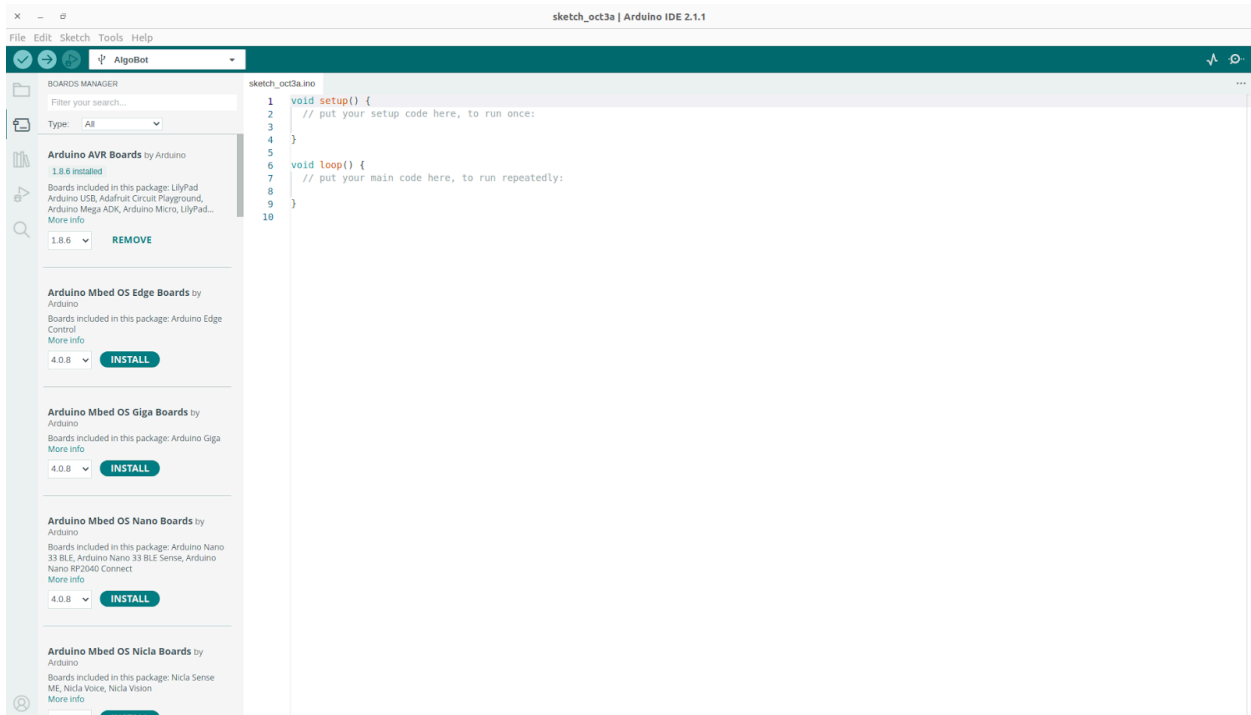 sketch_oct3a | Arduino IDE 2.1.1
File Edit Sketch Tools Help
AlgoBot
BOARDS MANAGER
Filter your search...
Type: All
Arduino AVR Boards by Arduino
1.8.6 installed
Boards included in this package: LilyPad
Arduino USB, Adafruit Circuit Playground,
Arduino Mega ADK, Arduino Micro, LilyPad...
More info
1.8.6 REMOVE
Arduino Mbed OS Edge Boards by
Arduino
Boards included in this package: Arduino Edge
Control
More info
4.0.8 INSTALL
Arduino Mbed OS Giga Boards by
Arduino
Boards included in this package: Arduino Giga
More info
4.0.8 INSTALL
Arduino Mbed OS Nano Boards by
Arduino
Boards included in this package: Arduino Nano
33 BLE, Arduino Nano 33 BLE Sense, Arduino
Nano RP2040 Connect
More info
4.0.8 INSTALL
Arduino Mbed OS Nicla Boards by
Arduino
Boards included in this package: Nicla Sense
ME, Nicla Voice, Nicla Vision
More info
sketch_oct3a.ino
1 void setup() {
2 // put your setup code here, to run once:
3
4 }
5
6 void loop() {
7 // put your main code here, to run repeatedly:
8
9 }
10